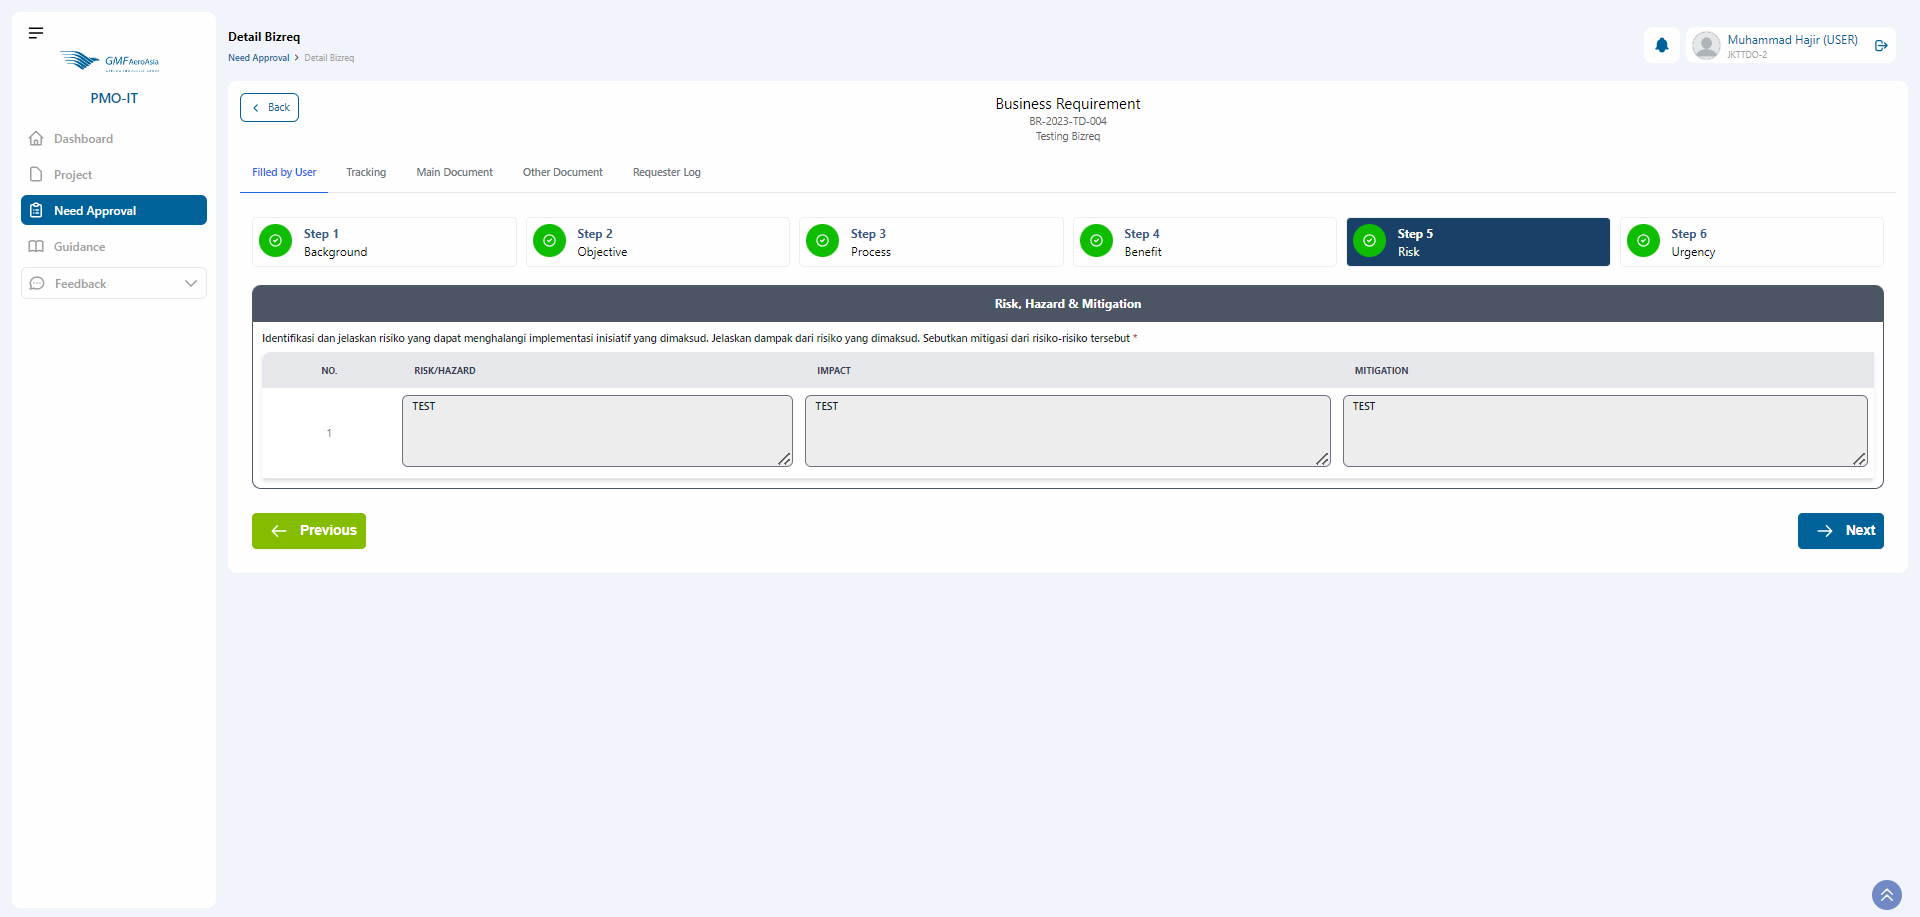 GMF AeroAsia
PMO-IT
Dashboard
Project
Need Approval
Guidance
Feedback
Detail Bizreq
Need Approval > Detail Bizreq
Muhammad Hajir (USER)
JKTTDO-2
Back
Business Requirement
BR-2023-TD-004
Testing Bizreq
Filled by User Tracking Main Document Other Document Requester Log
Step 1
Background
Step 2
Objective
Step 3
Process
Step 4
Benefit
Step 5
Risk
Step 6
Urgency
Risk, Hazard & Mitigation
Identifikasi dan jelaskan risiko yang dapat menghalangi implementasi inisiatif yang dimaksud. Jelaskan dampak dari risiko yang dimaksud. Sebutkan mitigasi dari risiko-risiko tersebut *
NO. RISK/HAZARD IMPACT MITIGATION
1 TEST TEST TEST
Previous
Next